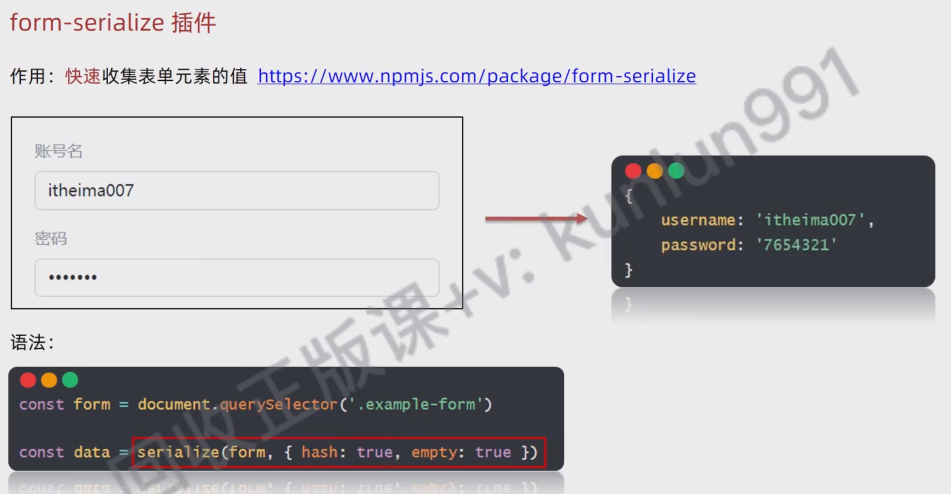 form-serialize 插件
作用：快速收集表单元素的值 https://www.npmjs.com/package/form-serialize
账号名
itheima007
密码
•••••••
{
username: 'itheima007',
password: '7654321'
}
语法：
const form = document.querySelector('.example-form')
const data = serialize(form, { hash: true, empty: true })
回收正版课+v: kunlun991